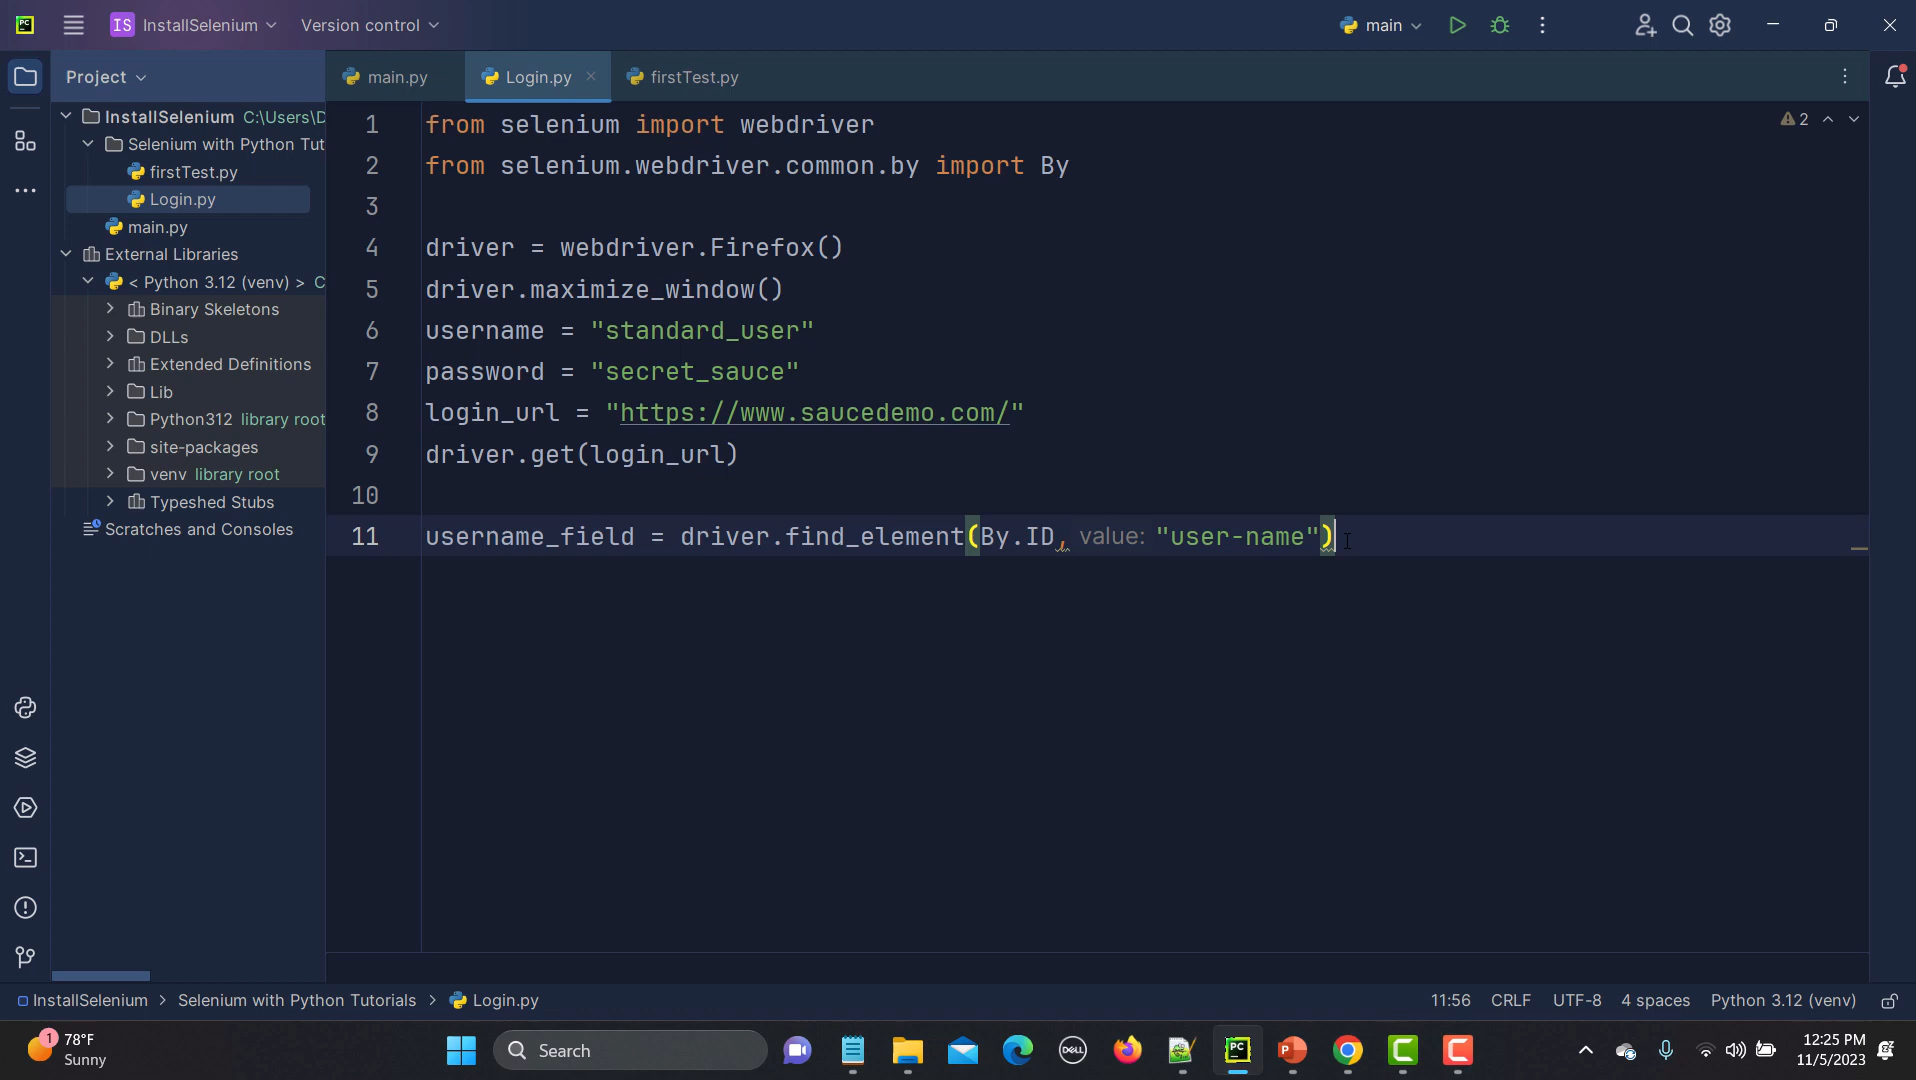 PC
IS InstallSelenium
Version control
main
Project
main.py
Login.py
firstTest.py
InstallSelenium C:\Users\D
Selenium with Python Tut
firstTest.py
Login.py
main.py
External Libraries
< Python 3.12 (venv) > C
Binary Skeletons
DLLs
Extended Definitions
Lib
Python312 library root
site-packages
venv library root
Typeshed Stubs
Scratches and Consoles
2
1 from selenium import webdriver
2 from selenium.webdriver.common.by import By
3
4 driver = webdriver.Firefox()
5 driver.maximize_window()
6 username = "standard_user"
7 password = "secret_sauce"
8 login_url = "https://www.saucedemo.com/"
9 driver.get(login_url)
10
11 username_field = driver.find_element(By.ID, value: "user-name")
InstallSelenium > Selenium with Python Tutorials > Login.py
11:56 CRLF UTF-8 4 spaces Python 3.12 (venv)
1
78°F
Sunny
Search
DELL
PC
P
C
C
12:25 PM
11/5/2023